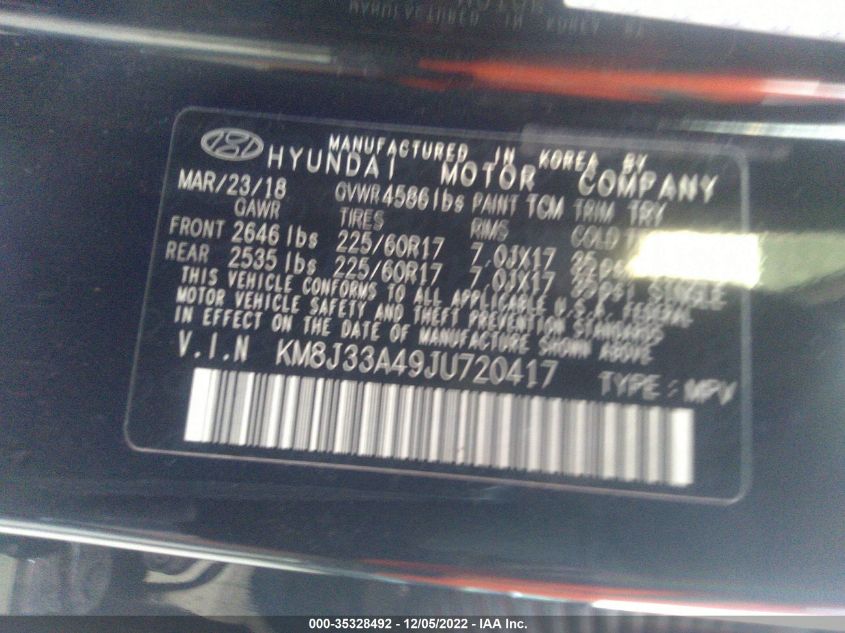 MANUFACTURED IN KOREA BY
HYUNDAI MOTOR COMPANY
MAR/23/18 GVWR 4586 lbs PAINT TCM TRIM TRY
GAWR TIRES RIMS COLD
FRONT 2646 lbs 225/60R17 7.0JX17
REAR 2535 lbs 225/60R17 7.0JX17 SINGLE
THIS VEHICLE CONFORMS TO ALL APPLICABLE U.S.A. FEDERAL
MOTOR VEHICLE SAFETY AND THEFT PREVENTION STANDARDS
IN EFFECT ON THE DATE OF MANUFACTURE SHOWN ABOVE.
V.I.N KM8J33A49JU720417 TYPE : MPV
000-35328492 - 12/05/2022 - IAA Inc.